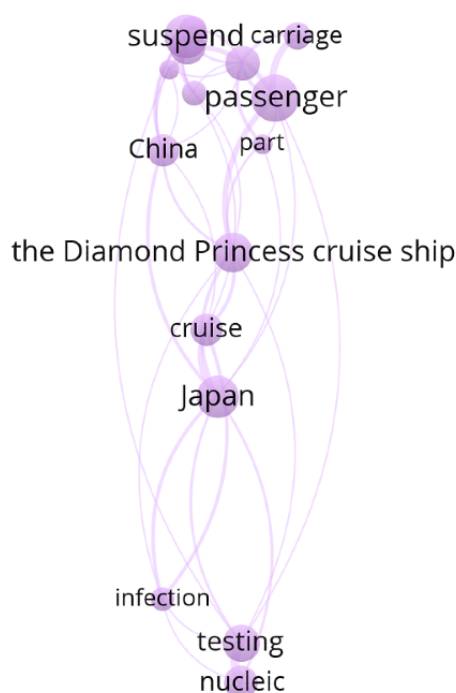 suspend
carriage
passenger
part
China
the Diamond Princess cruise ship
cruise
Japan
infection
testing
nucleic